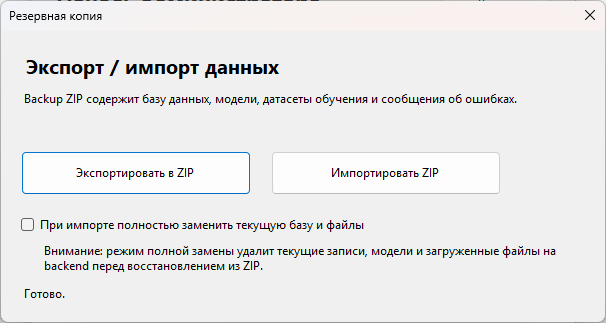 Резервная копия
Экспорт / импорт данных
Backup ZIP содержит базу данных, модели, датасеты обучения и сообщения об ошибках.
Экспортировать в ZIP
Импортировать ZIP
При импорте полностью заменить текущую базу и файлы
Внимание: режим полной замены удалит текущие записи, модели и загруженные файлы на
backend перед восстановлением из ZIP.
Готово.